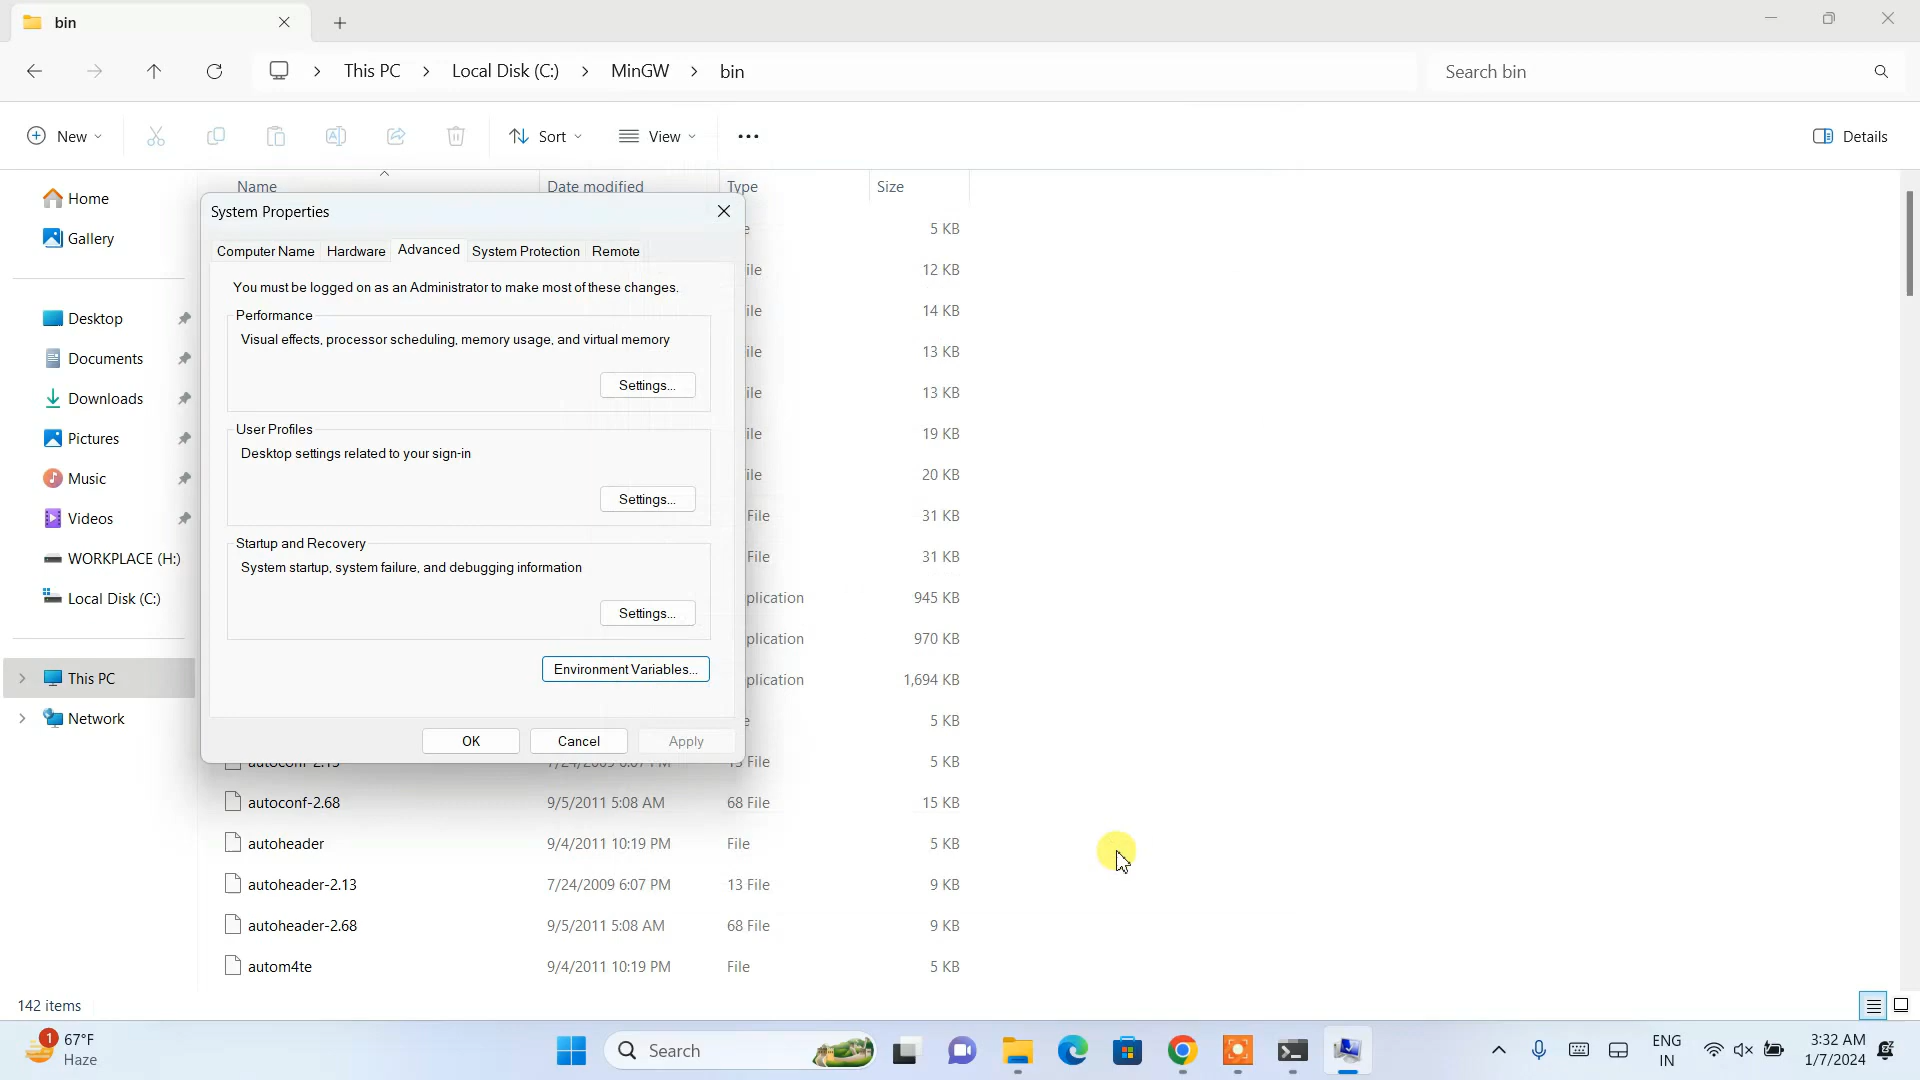 bin
This PC
Local Disk (C:)
MinGW
bin
Search bin
New
Sort
View
Details
Name
Date modified
Type
Size
Home
Gallery
Desktop
Documents
Downloads
Pictures
Music
Videos
WORKPLACE (H:)
Local Disk (C:)
This PC
Network
System Properties
Computer Name
Hardware
Advanced
System Protection
Remote
You must be logged on as an Administrator to make most of these changes.
Performance
Visual effects, processor scheduling, memory usage, and virtual memory
Settings...
User Profiles
Desktop settings related to your sign-in
Settings...
Startup and Recovery
System startup, system failure, and debugging information
Settings...
Environment Variables...
OK
Cancel
Apply
5 KB
12 KB
14 KB
13 KB
13 KB
19 KB
20 KB
File 31 KB
File 31 KB
945 KB
970 KB
1,694 KB
5 KB
File 5 KB
autoconf-2.68 9/5/2011 5:08 AM 68 File 15 KB
autoheader 9/4/2011 10:19 PM File 5 KB
autoheader-2.13 7/24/2009 6:07 PM 13 File 9 KB
autoheader-2.68 9/5/2011 5:08 AM 68 File 9 KB
autom4te 9/4/2011 10:19 PM File 5 KB
142 items
1
67°F
Haze
Search
ENG
IN
3:32 AM
1/7/2024